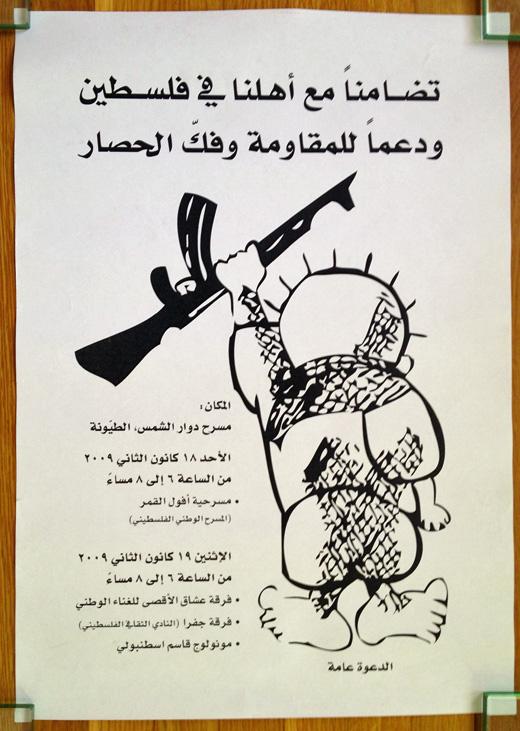 تضامناً مع أهلنا في فلسطين
ودعماً للمقاومة وفكّ الحصار
المكان:
مسرح دوار الشمس، الطيّونة
الأحد ١٨ كانون الثاني ٢٠٠٩
من الساعة ٦ إلى ٨ مساءً
• مسرحية أفول القمر
(المسرح الوطني الفلسطيني)
الإثنين ١٩ كانون الثاني ٢٠٠٩
من الساعة ٦ إلى ٨ مساءً
• فرقة عشاق الأقصى للغناء الوطني
• فرقة جفرا (النادي الثقافي الفلسطيني)
• مونولوج قاسم اسطنبولي
الدعوة عامة